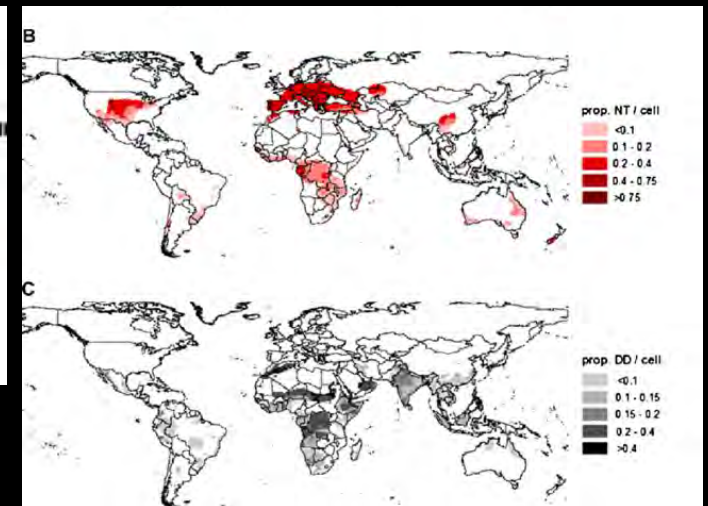 B
prop. NT / cell
<0.1
0.1 - 0.2
0.2 - 0.4
0.4 - 0.75
>0.75
C
prop. DD / cell
<0.1
0.1 - 0.15
0.15 - 0.2
0.2 - 0.4
>0.4